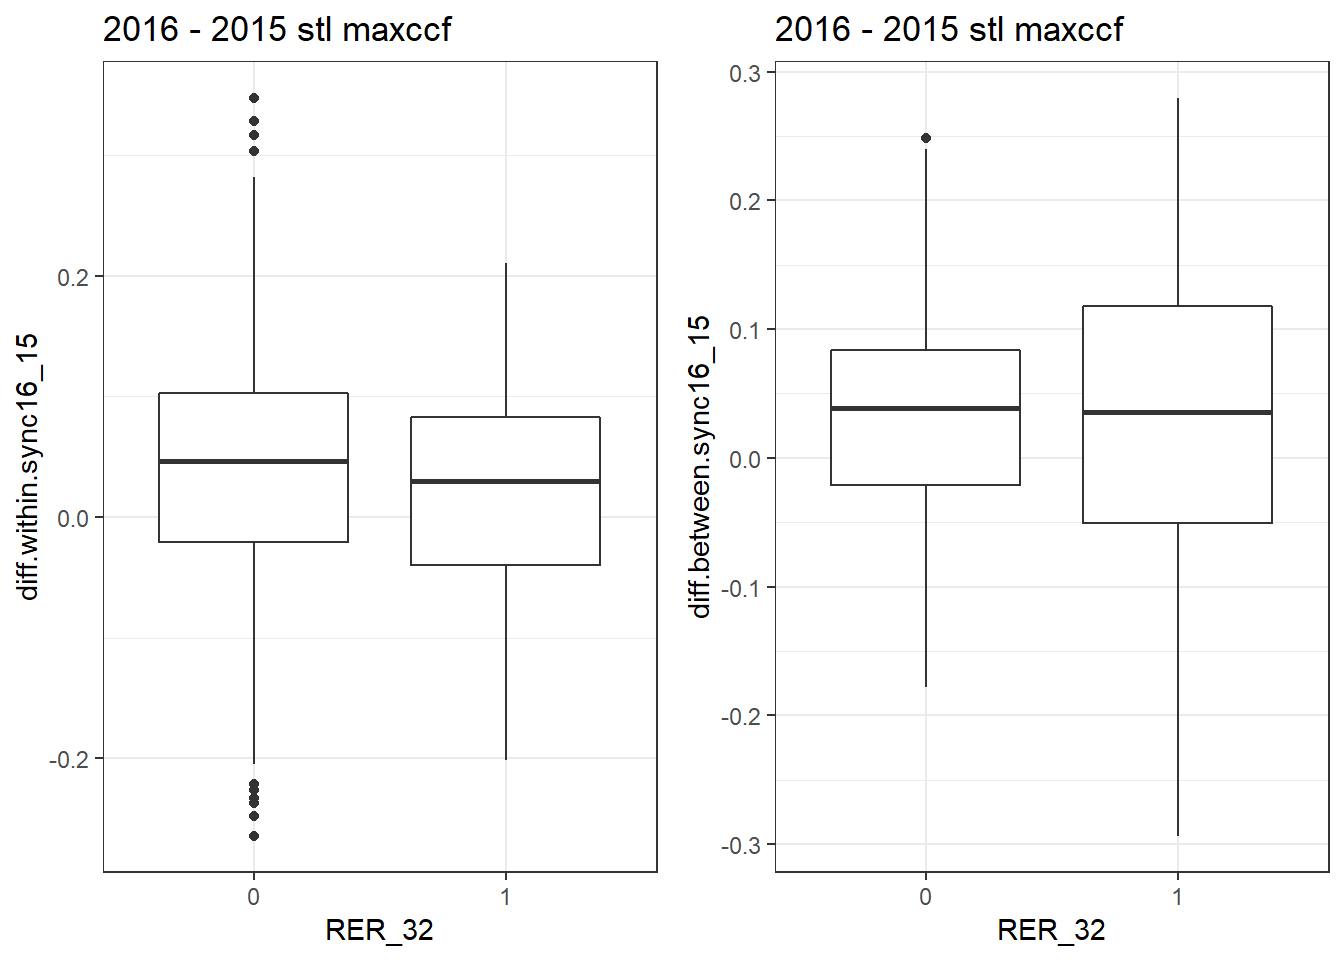 2016 - 2015 stl maxccf
diff.within.sync16_15
0.2
0.0
-0.2
0
1
RER_32
2016 - 2015 stl maxccf
diff.between.sync16_15
0.3
0.2
0.1
0.0
-0.1
-0.2
-0.3
0
1
RER_32